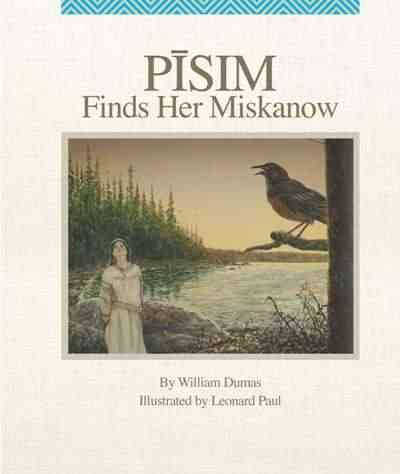 PĪSIM
Finds Her Miskanow
By William Dumas
Illustrated by Leonard Paul